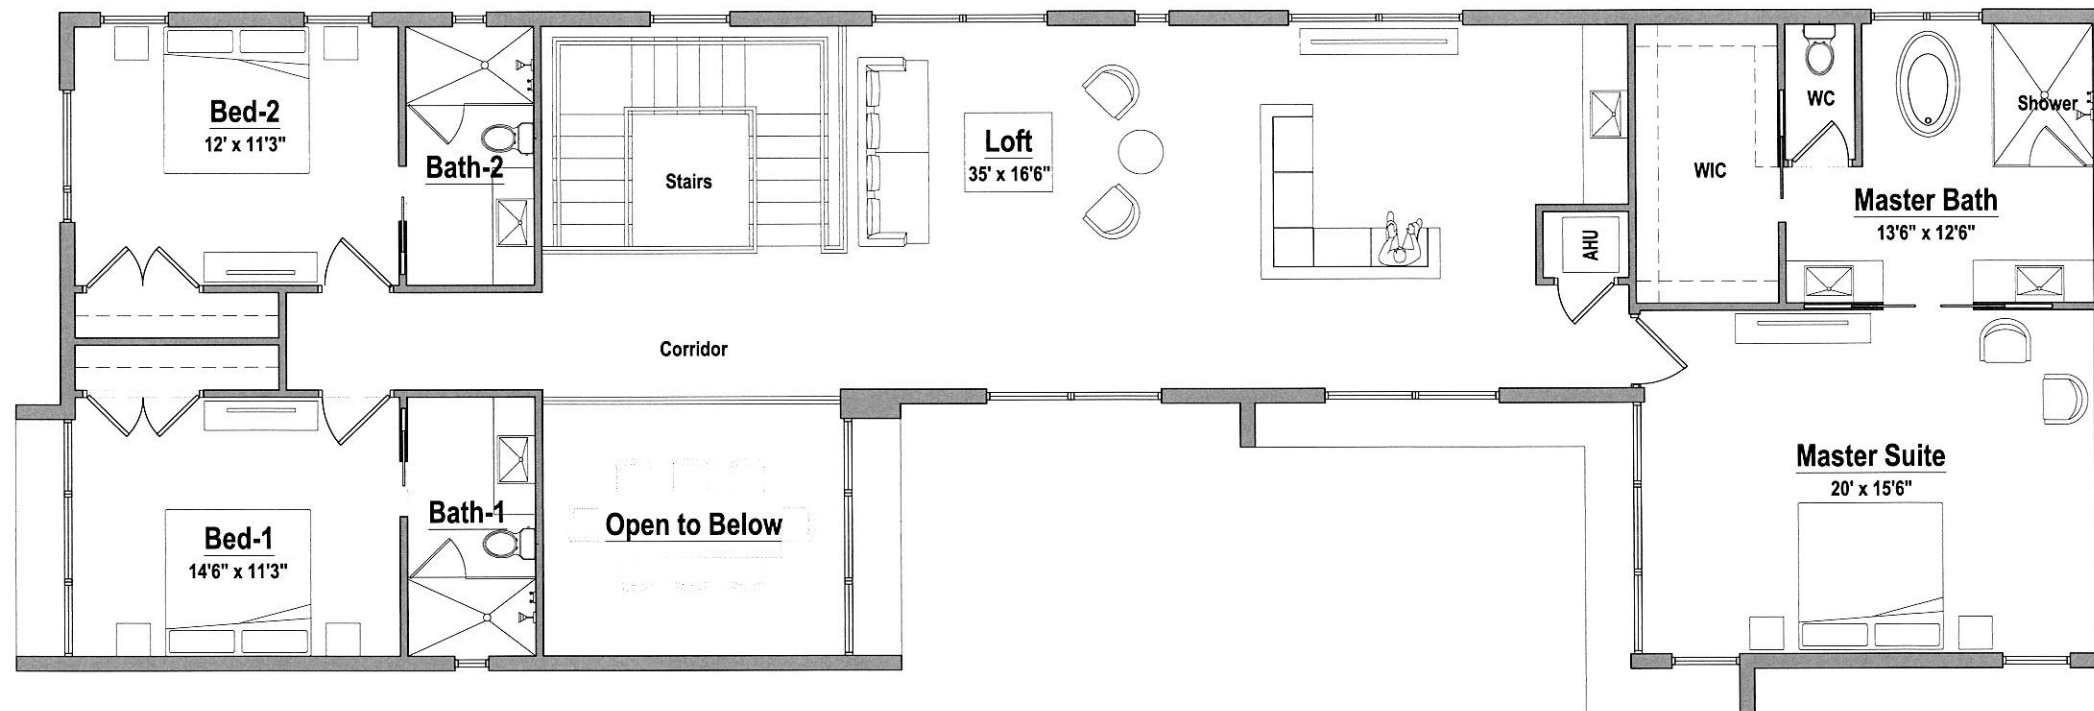 Bed-2
12' x 11'3"
Bath-2
Stairs
Loft
35' x 16'6"
AHU
WIC
WC
Shower
Master Bath
13'6" x 12'6"
Corridor
Bed-1
14'6" x 11'3"
Bath-1
Open to Below
Master Suite
20' x 15'6"